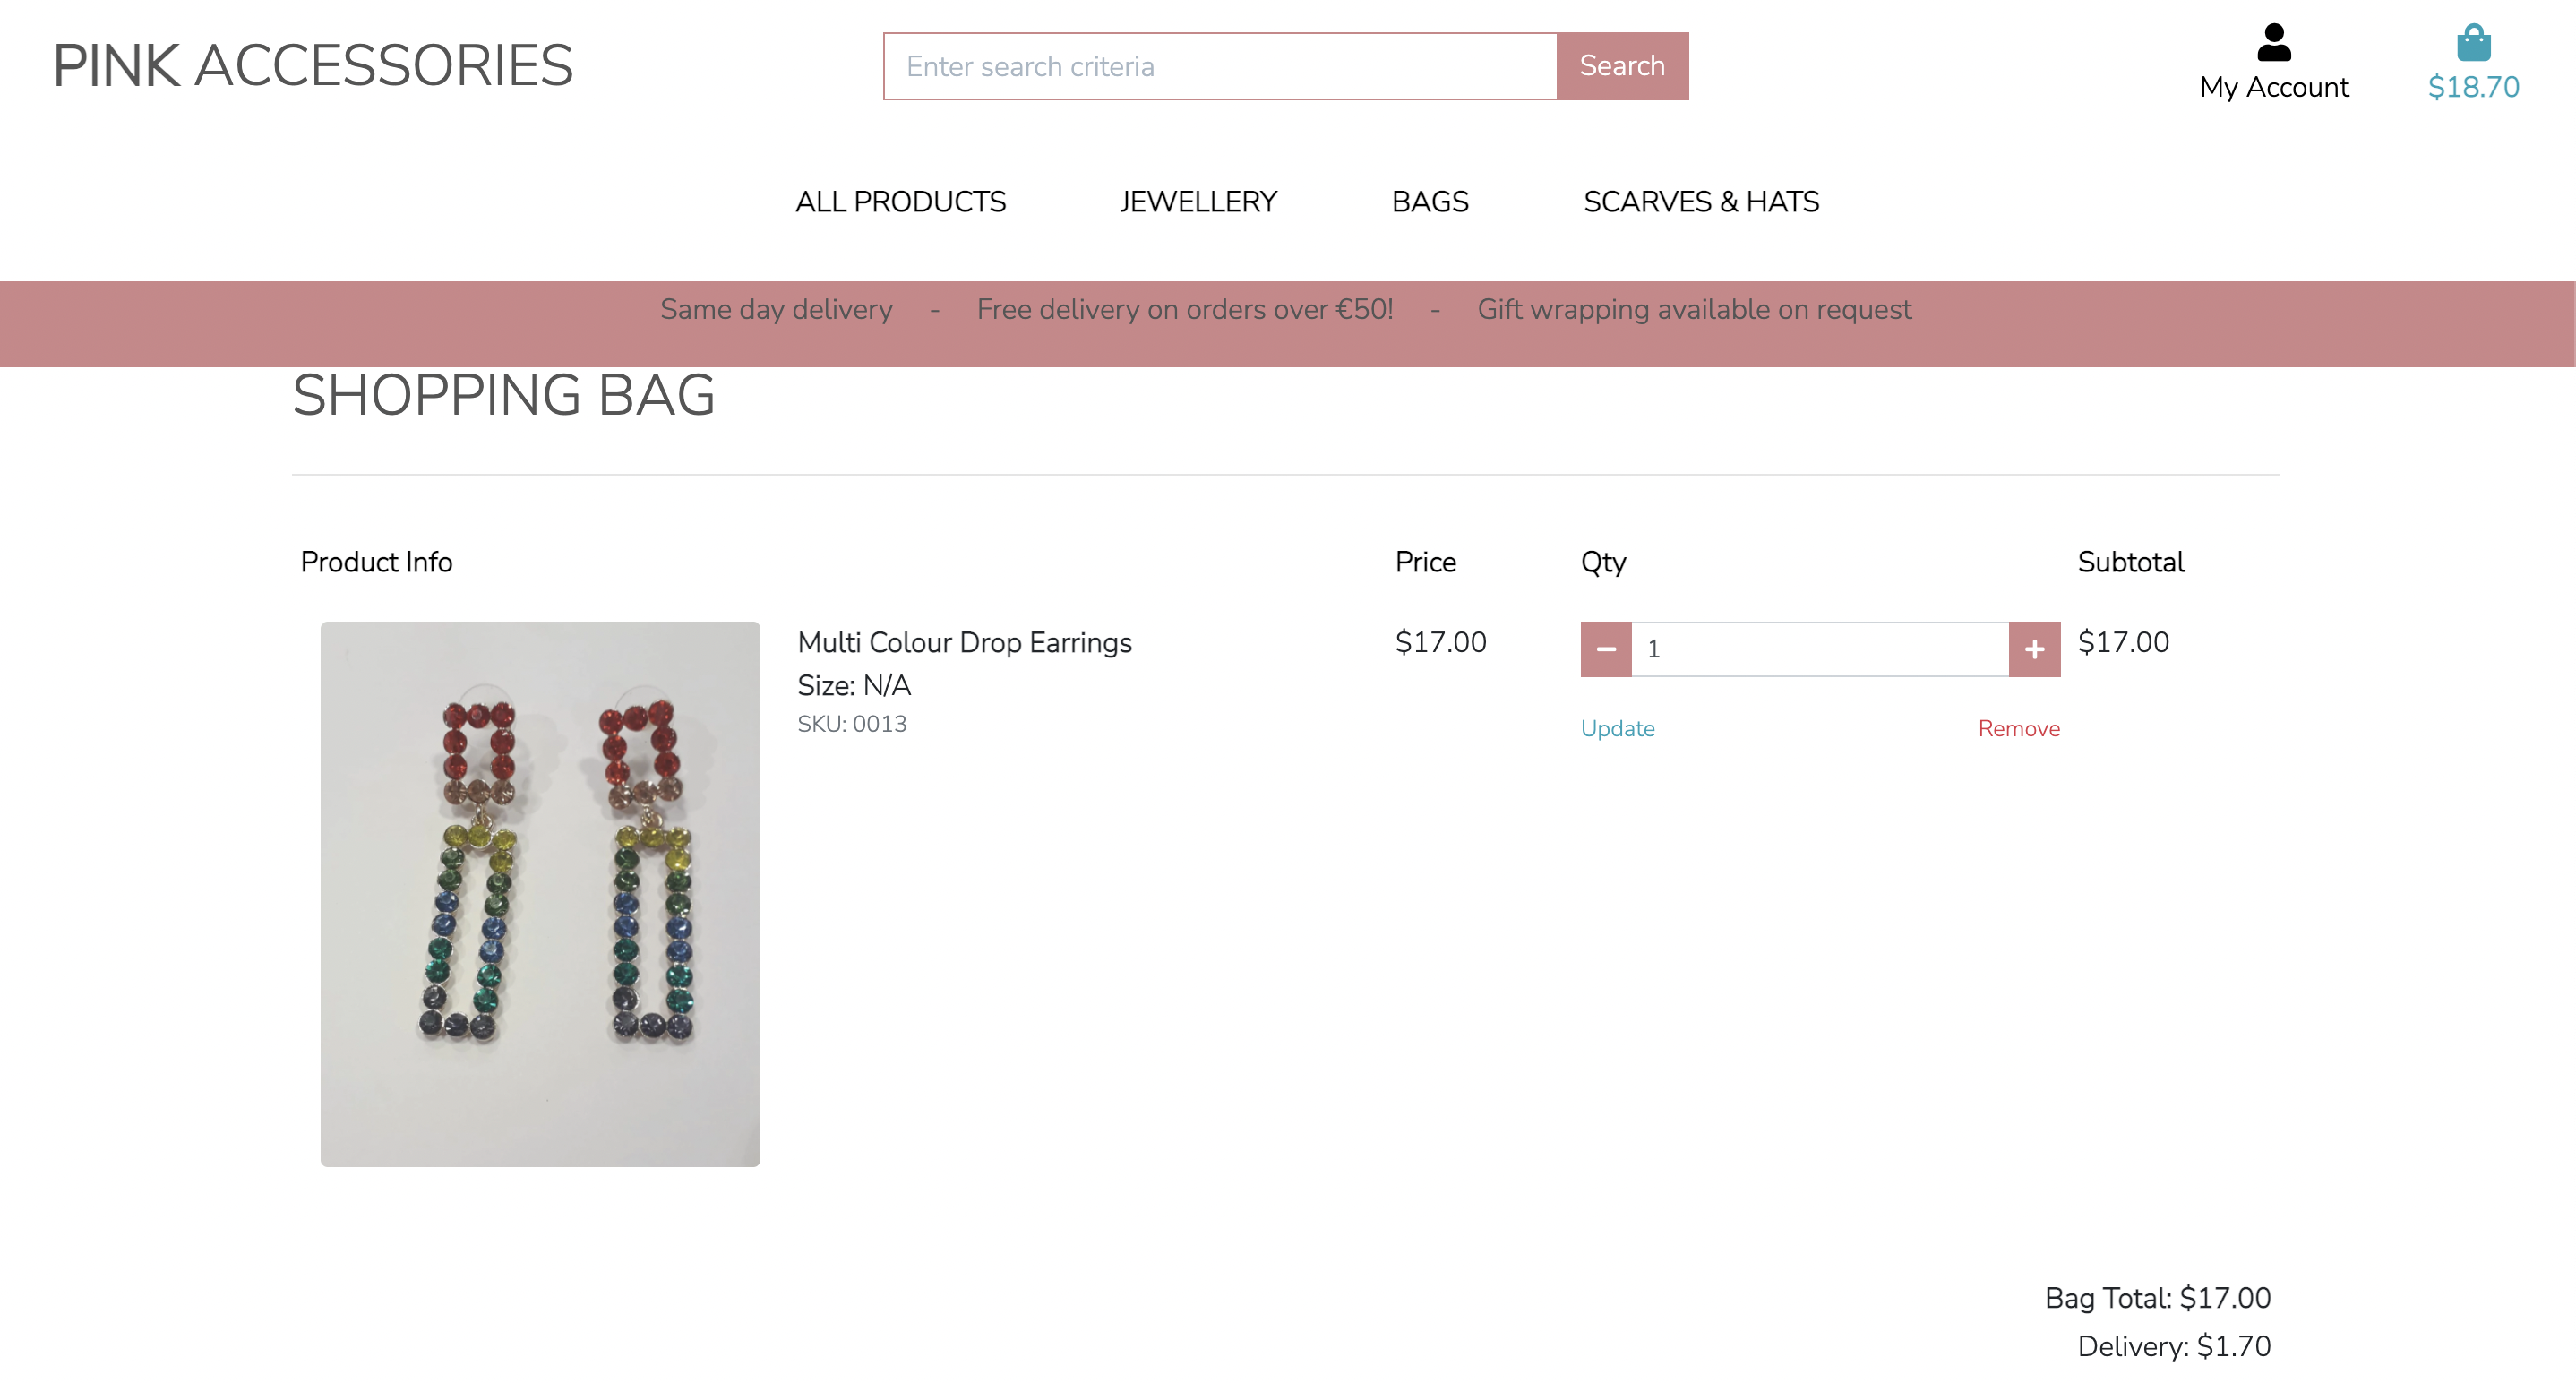 PINK ACCESSORIES
Enter search criteria
Search
My Account
$18.70
ALL PRODUCTS JEWELLERY BAGS SCARVES & HATS
Same day delivery - Free delivery on orders over €50! - Gift wrapping available on request
SHOPPING BAG
Product Info Price Qty Subtotal
Multi Colour Drop Earrings $17.00 1 $17.00
Size: N/A
SKU: 0013 Update Remove
Bag Total: $17.00
Delivery: $1.70